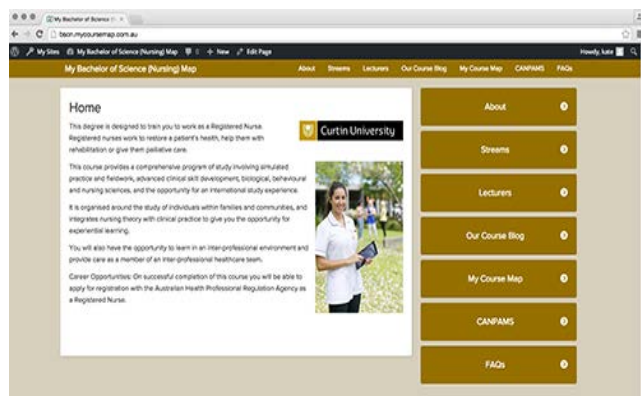 My Bachelor of Science (N
bson.mycoursemap.com.au
My Sites My Bachelor of Science (Nursing) Map New Edit Page Howdy, kate
My Bachelor of Science (Nursing) Map About Streams Lecturers Our Course Blog My Course Map CANPAMS FAQs
Home
This degree is designed to train you to work as a Registered Nurse.
Registered nurses work to restore a patient's health, help them with
rehabilitation or give them palliative care.
This course provides a comprehensive program of study involving simulated
practice and fieldwork, advanced clinical skill development, biological, behavioural
and nursing sciences, and the opportunity for an international study experience.
It is organised around the study of individuals within families and communities, and
integrates nursing theory with clinical practice to give you the opportunity for
experiential learning.
You will also have the opportunity to learn in an inter-professional environment and
provide care as a member of an inter-professional healthcare team.
Career Opportunities: On successful completion of this course you will be able to
apply for registration with the Australian Health Professional Regulation Agency as
a Registered Nurse.
Curtin University
About
Streams
Lecturers
Our Course Blog
My Course Map
CANPAMS
FAQs